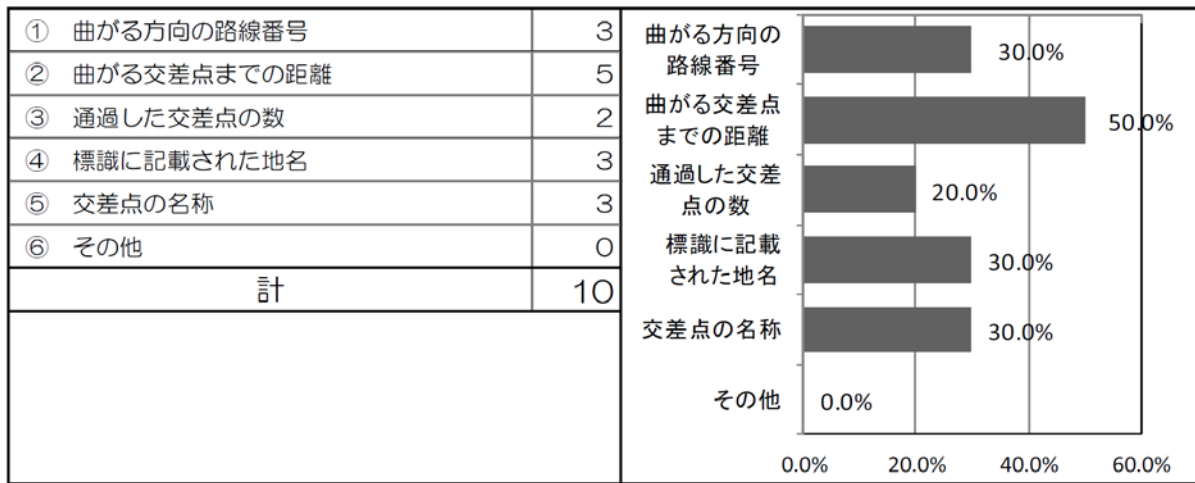 ① 曲がる方向の路線番号 3
② 曲がる交差点までの距離 5
③ 通過した交差点の数 2
④ 標識に記載された地名 3
⑤ 交差点の名称 3
⑥ その他 0
計 10
曲がる方向の
路線番号
30.0%
曲がる交差点
までの距離
50.0%
通過した交差
点の数
20.0%
標識に記載
された地名
30.0%
交差点の名称
30.0%
その他
0.0%
0.0% 20.0% 40.0% 60.0%